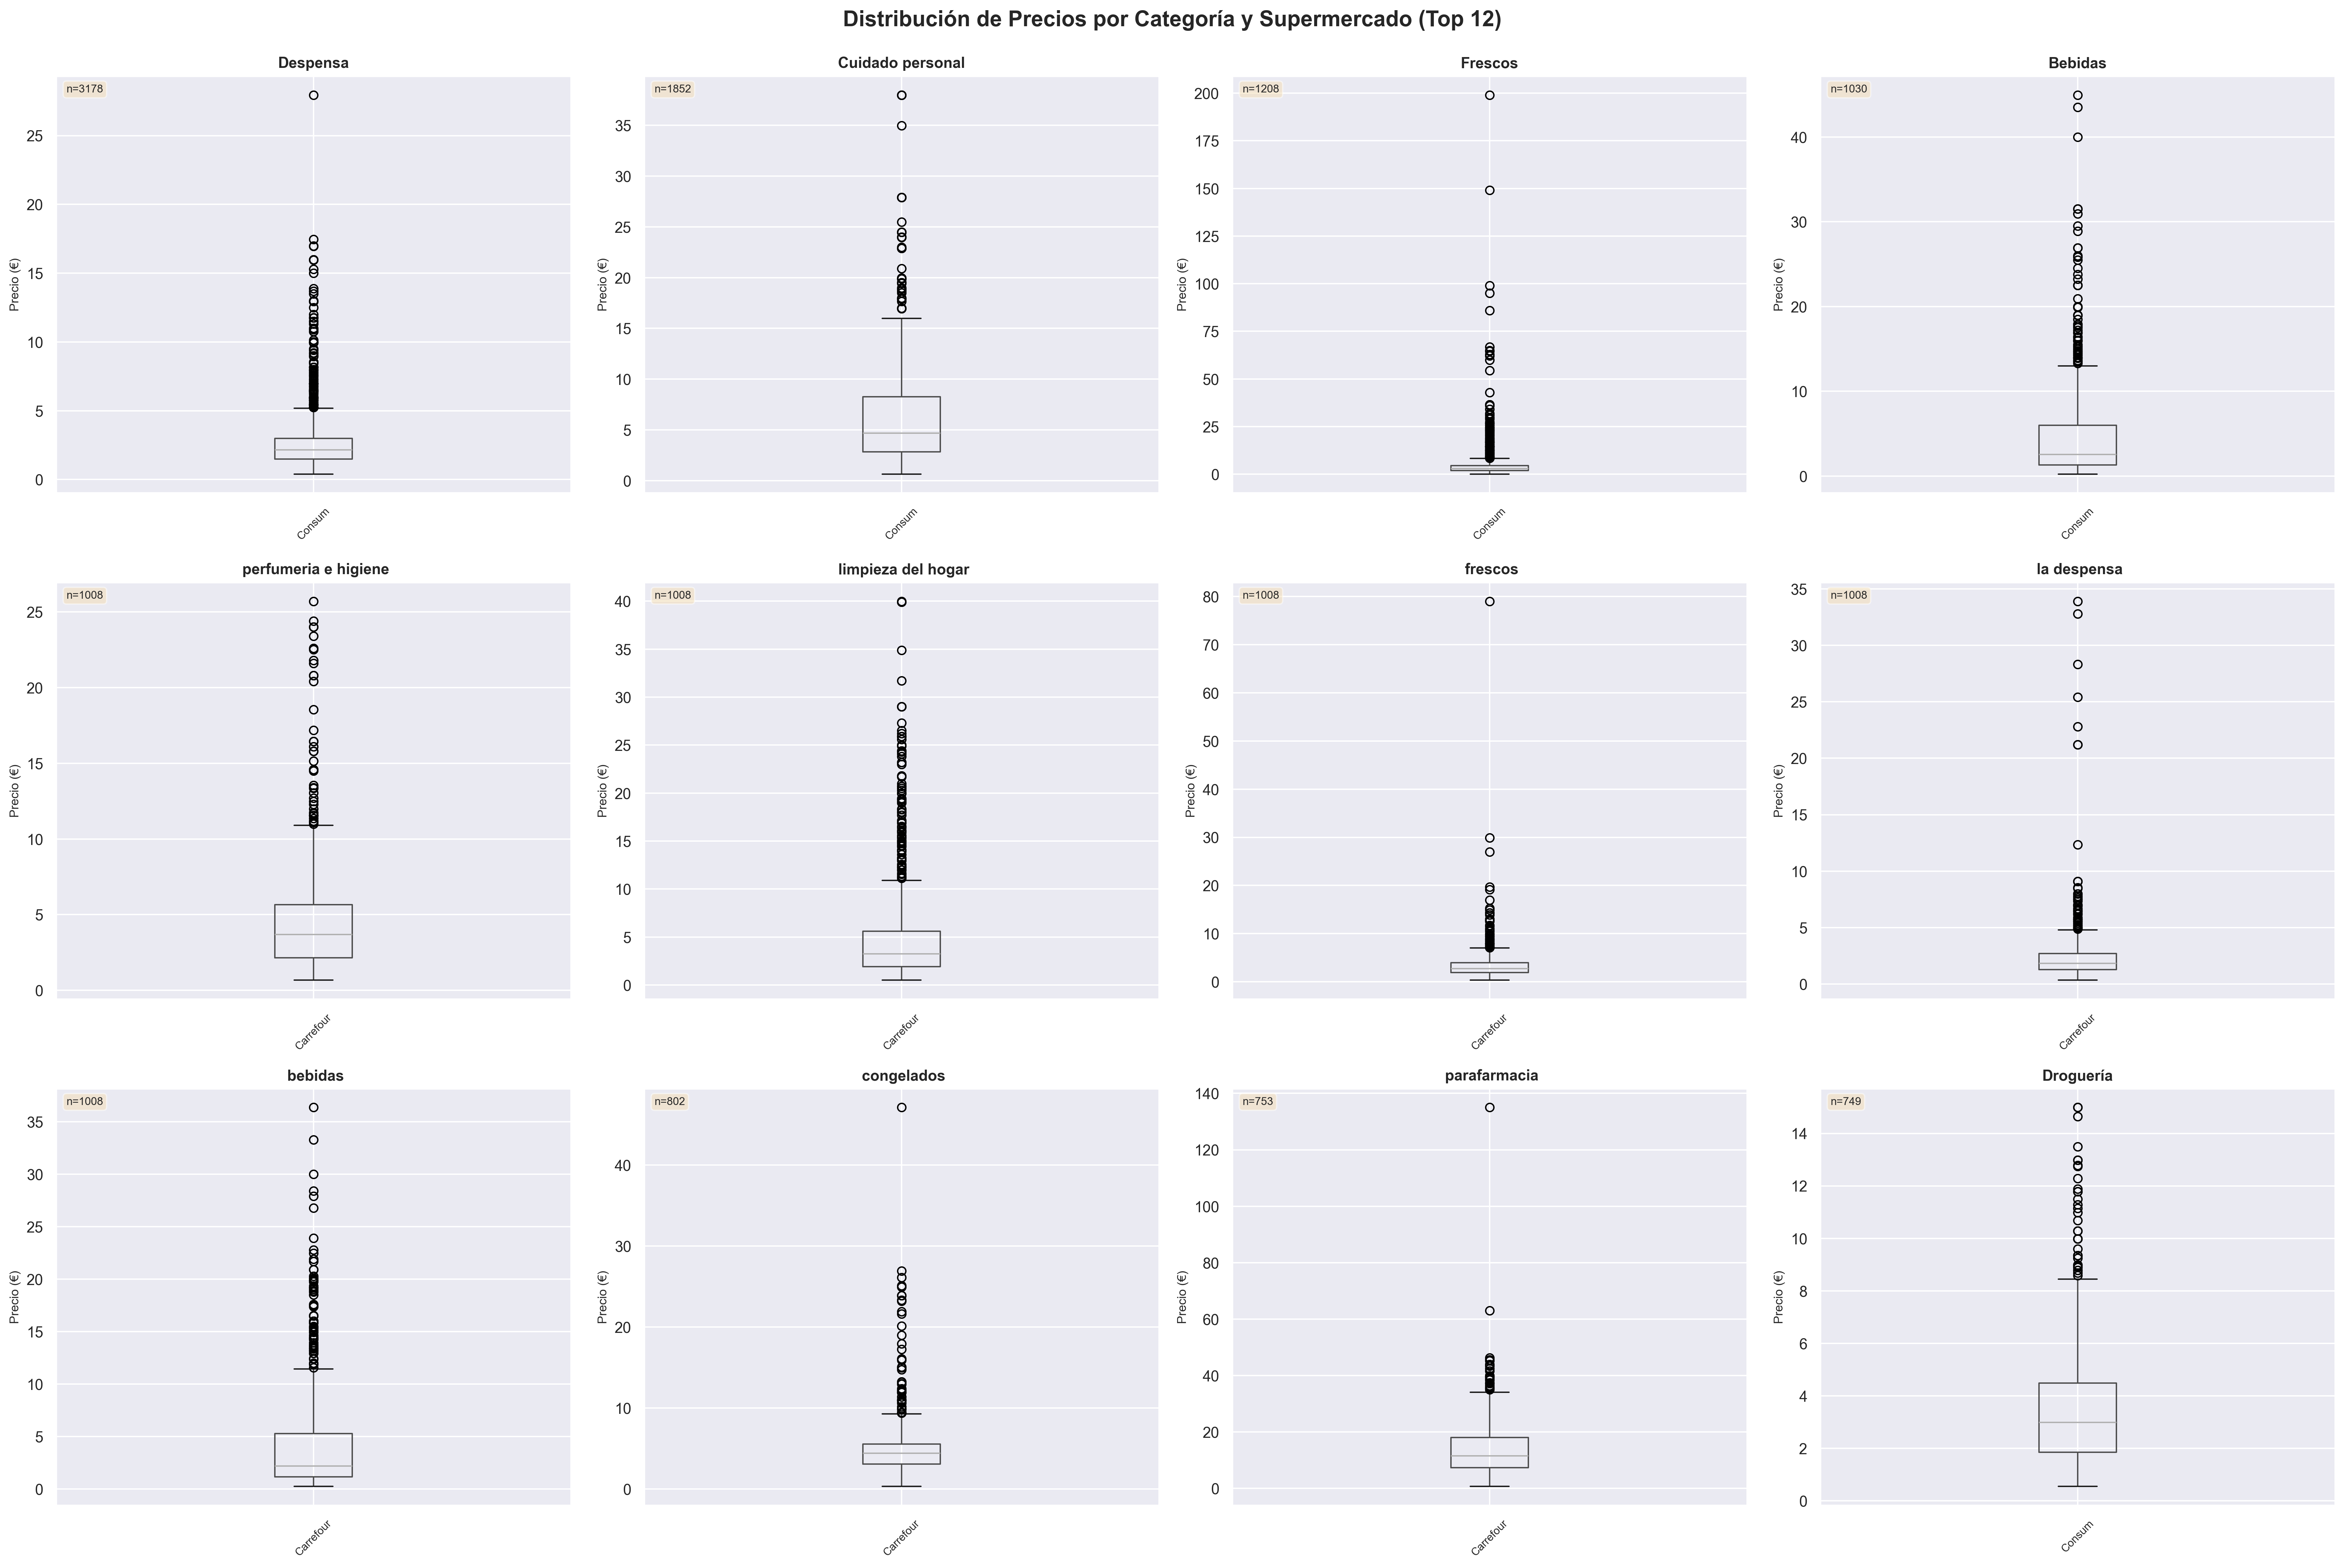 Distribución de Precios por Categoría y Supermercado (Top 12)
Despensa
n=3178
Precio (€)
25
20
15
10
5
0
Consum
Cuidado personal
n=1852
Precio (€)
35
30
25
20
15
10
5
0
Consum
Frescos
n=1208
Precio (€)
200
175
150
125
100
75
50
25
0
Consum
Bebidas
n=1030
Precio (€)
40
30
20
10
0
Consum
perfumeria e higiene
n=1008
Precio (€)
25
20
15
10
5
0
Carrefour
limpieza del hogar
n=1008
Precio (€)
40
35
30
25
20
15
10
5
0
Carrefour
frescos
n=1008
Precio (€)
80
70
60
50
40
30
20
10
0
Carrefour
la despensa
n=1008
Precio (€)
35
30
25
20
15
10
5
0
Carrefour
bebidas
n=1008
Precio (€)
35
30
25
20
15
10
5
0
Carrefour
congelados
n=802
Precio (€)
40
30
20
10
0
Carrefour
parafarmacia
n=753
Precio (€)
140
120
100
80
60
40
20
0
Carrefour
Droguería
n=749
Precio (€)
14
12
10
8
6
4
2
0
Consum